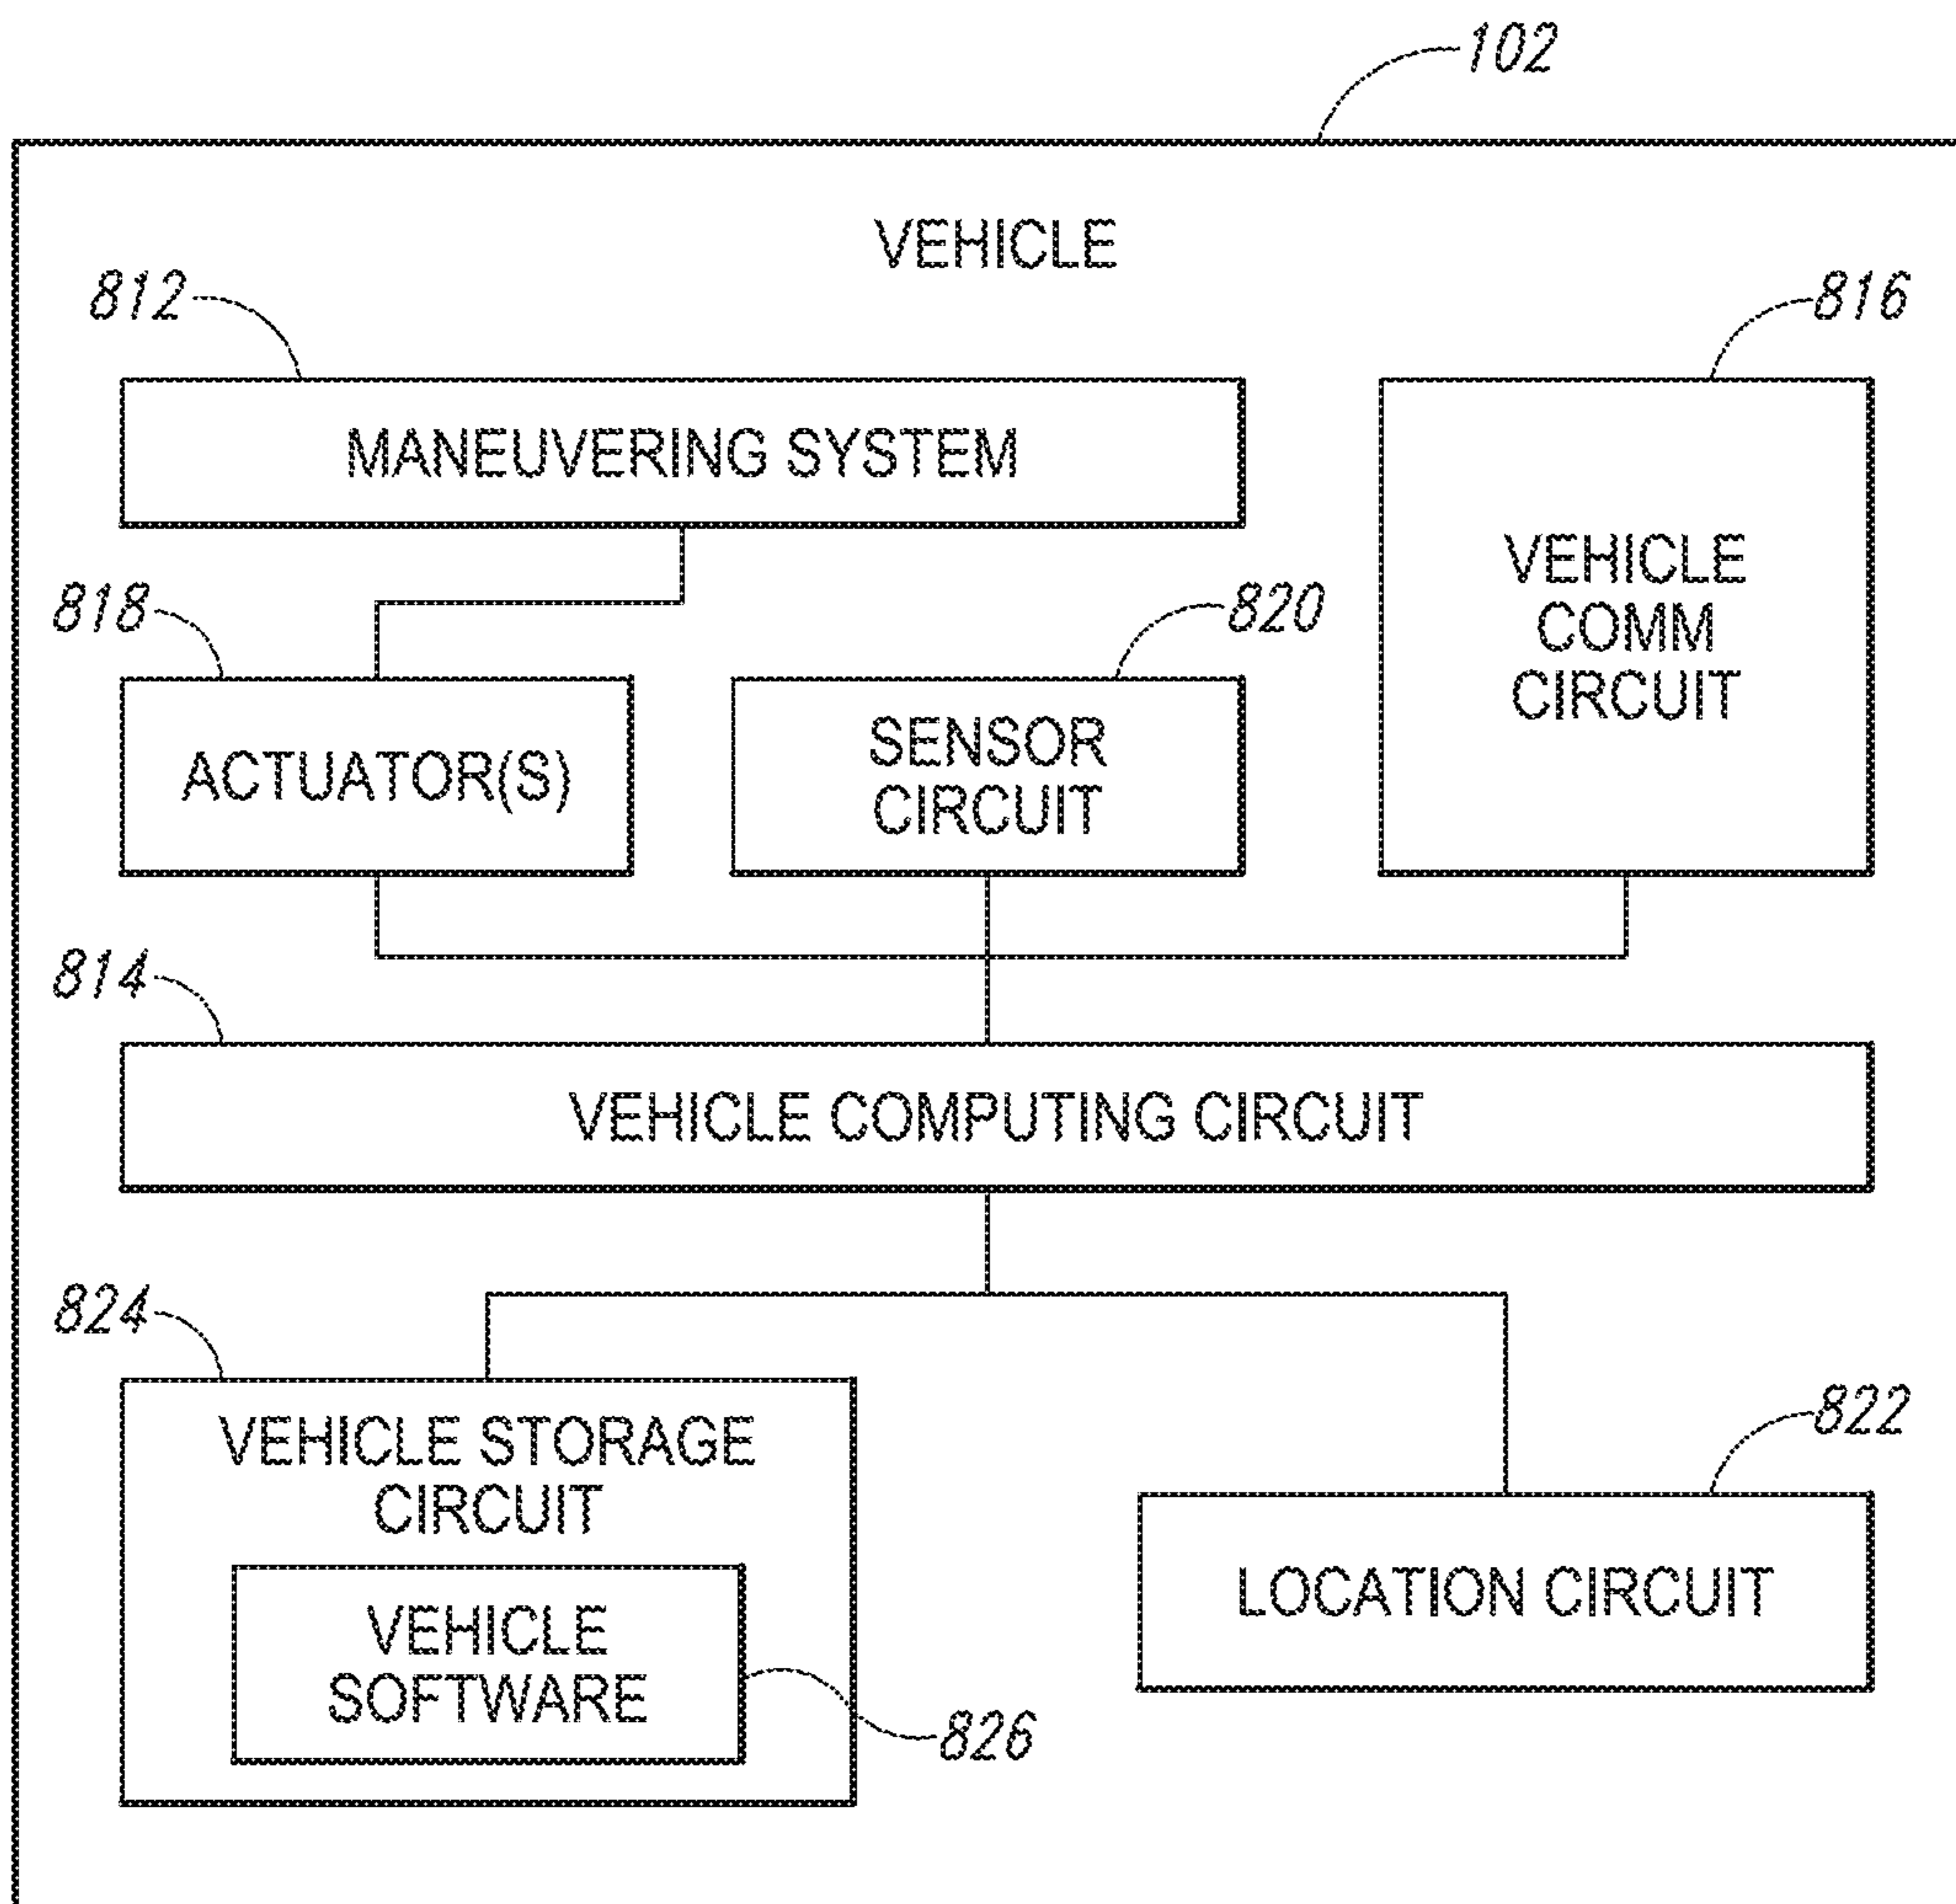 102
VEHICLE
812
816
MANEUVERING SYSTEM
VEHICLE
COMM
CIRCUIT
818
820
ACTUATOR(S)
SENSOR
CIRCUIT
814
VEHICLE COMPUTING CIRCUIT
824
822
VEHICLE STORAGE
CIRCUIT
LOCATION CIRCUIT
VEHICLE
SOFTWARE
826